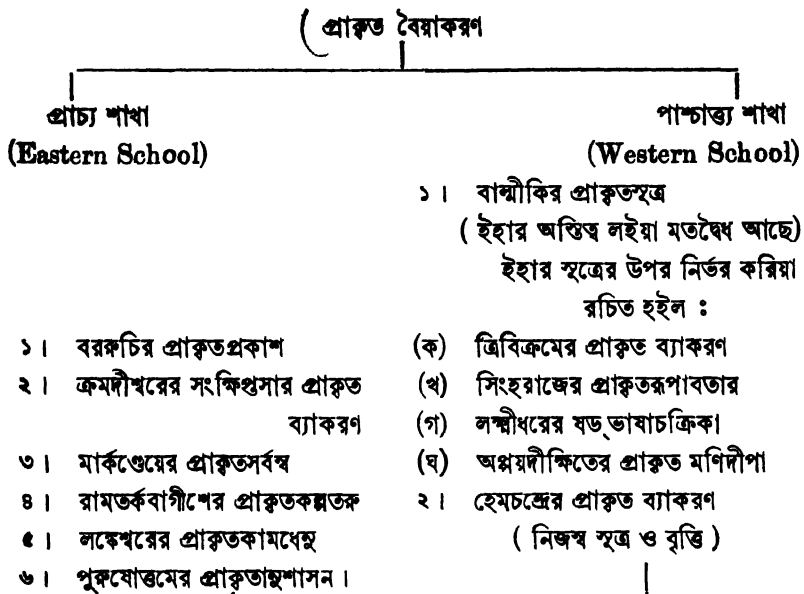 ( প্রাকৃত বৈয়াকরণ
প্রাচ্য শাখা
(Eastern School)
পাশ্চাত্ত্য শাখা
(Western School)
১। বাল্মীকির প্রাকৃতসূত্র
( ইহার অস্তিত্ব লইয়া মতদ্বৈধ আছে)
ইহার সূত্রের উপর নির্ভর করিয়া
রচিত হইল :
১। বররুচির প্রাকৃতপ্রকাশ
২। ক্রমদীশ্বরের সংক্ষিপ্তসার প্রাকৃত
ব্যাকরণ
৩। মার্কণ্ডেয়ের প্রাকৃতসর্বস্ব
৪। রামতর্কবাগীশের প্রাকৃতকল্পতরু
৫। লঙ্কেশ্বরের প্রাকৃতকামধেনু
৬। পুরুষোত্তমের প্রাকৃতানুশাসন।
(ক) ত্রিবিক্রমের প্রাকৃত ব্যাকরণ
(খ) সিংহরাজের প্রাকৃতরূপাবতার
(গ) লক্ষ্মীধরের ষড্‌ভাষাচন্দ্রিকা
(ঘ) অপ্পয়দীক্ষিতের প্রাকৃত মণিদীপা
২। হেমচন্দ্রের প্রাকৃত ব্যাকরণ
( নিজস্ব সূত্র ও বৃত্তি )